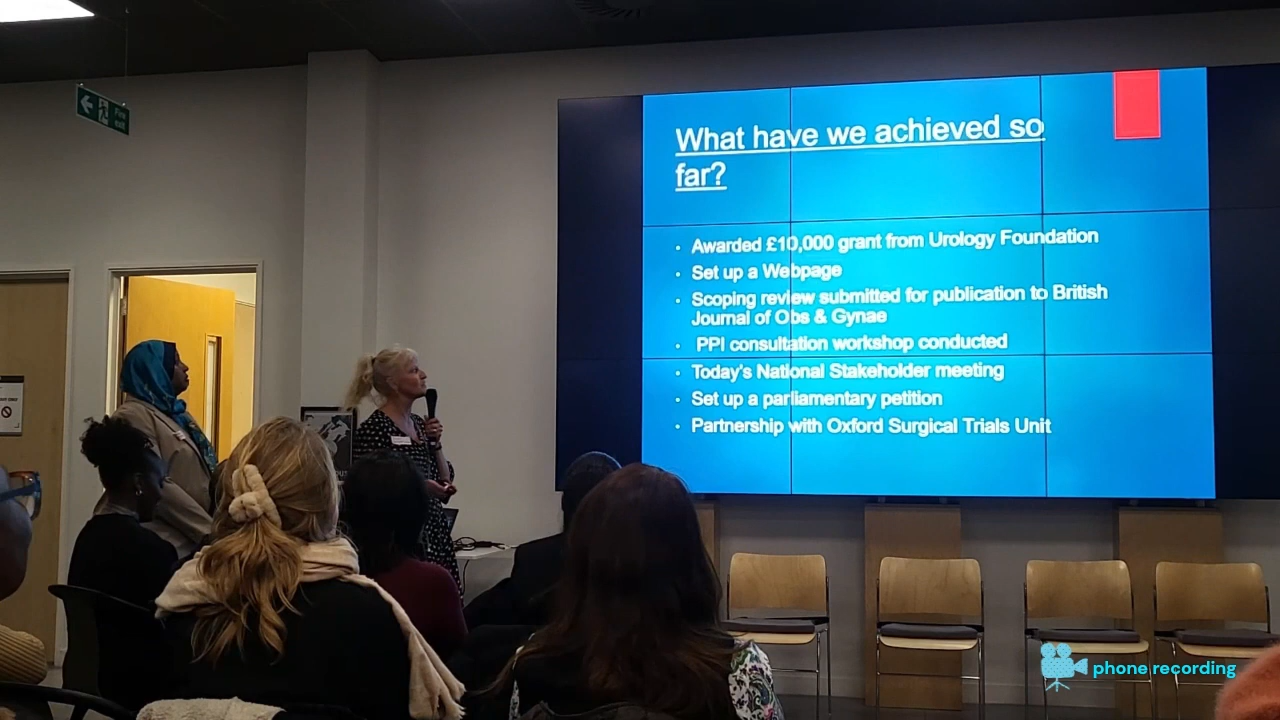 Fire
exit
What have we achieved so
far?
Awarded £10,000 grant from Urology Foundation
Set up a Webpage
Scoping review submitted for publication to British
Journal of Obs & Gynae
PPI consultation workshop conducted
Today's National Stakeholder meeting
Set up a parliamentary petition
Partnership with Oxford Surgical Trials Unit
phone recording